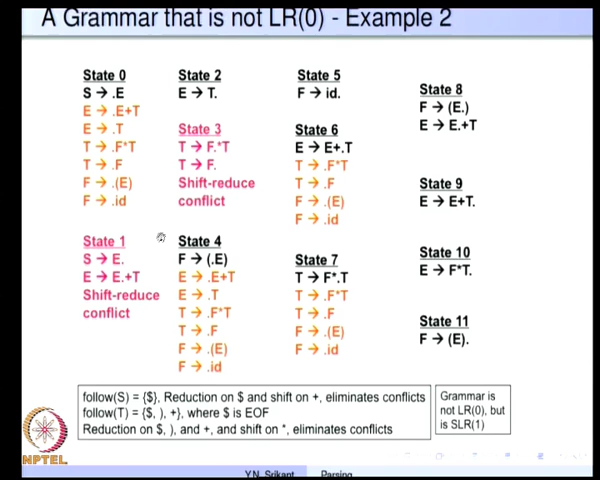 A Grammar that is not LR(0) - Example 2
State 0
S → .E
E → .E+T
E → .T
T → .F*T
T → .F
F → .(E)
F → .id
State 1
S → E.
E → E.+T
Shift-reduce
conflict
State 2
E → T.
State 3
T → F.*T
T → F.
Shift-reduce
conflict
State 4
F → (.E)
E → .E+T
E → .T
T → .F*T
T → .F
F → .(E)
F → .id
State 5
F → id.
State 6
E → E+.T
T → .F*T
T → .F
F → .(E)
F → .id
State 7
T → F*.T
T → .F*T
T → .F
F → .(E)
F → .id
State 8
F → (E.)
E → E.+T
State 9
E → E+T.
State 10
E → F*T.
State 11
F → (E).
follow(S) = {$}, Reduction on $ and shift on +, eliminates conflicts
follow(T) = {$, ), +}, where $ is EOF
Reduction on $, ), and +, and shift on *, eliminates conflicts
Grammar is
not LR(0), but
is SLR(1)
NPTEL
Y.N. Srikant
Parsing